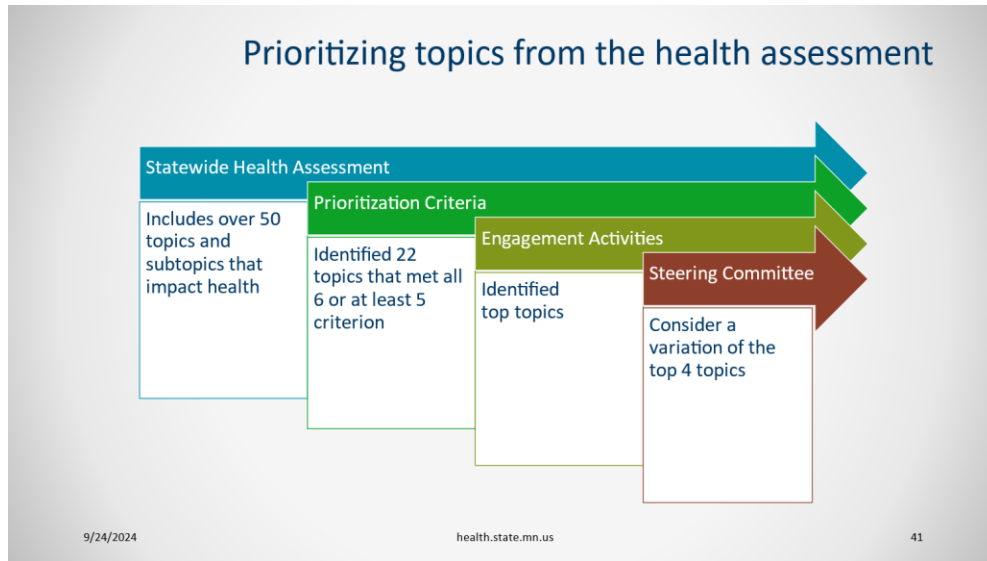 Prioritizing topics from the health assessment
Statewide Health Assessment
Includes over 50
topics and
subtopics that
impact health
Prioritization Criteria
Identified 22
topics that met all
6 or at least 5
criterion
Engagement Activities
Identified
top topics
Steering Committee
Consider a
variation of the
top 4 topics
9/24/2024
health.state.mn.us
41